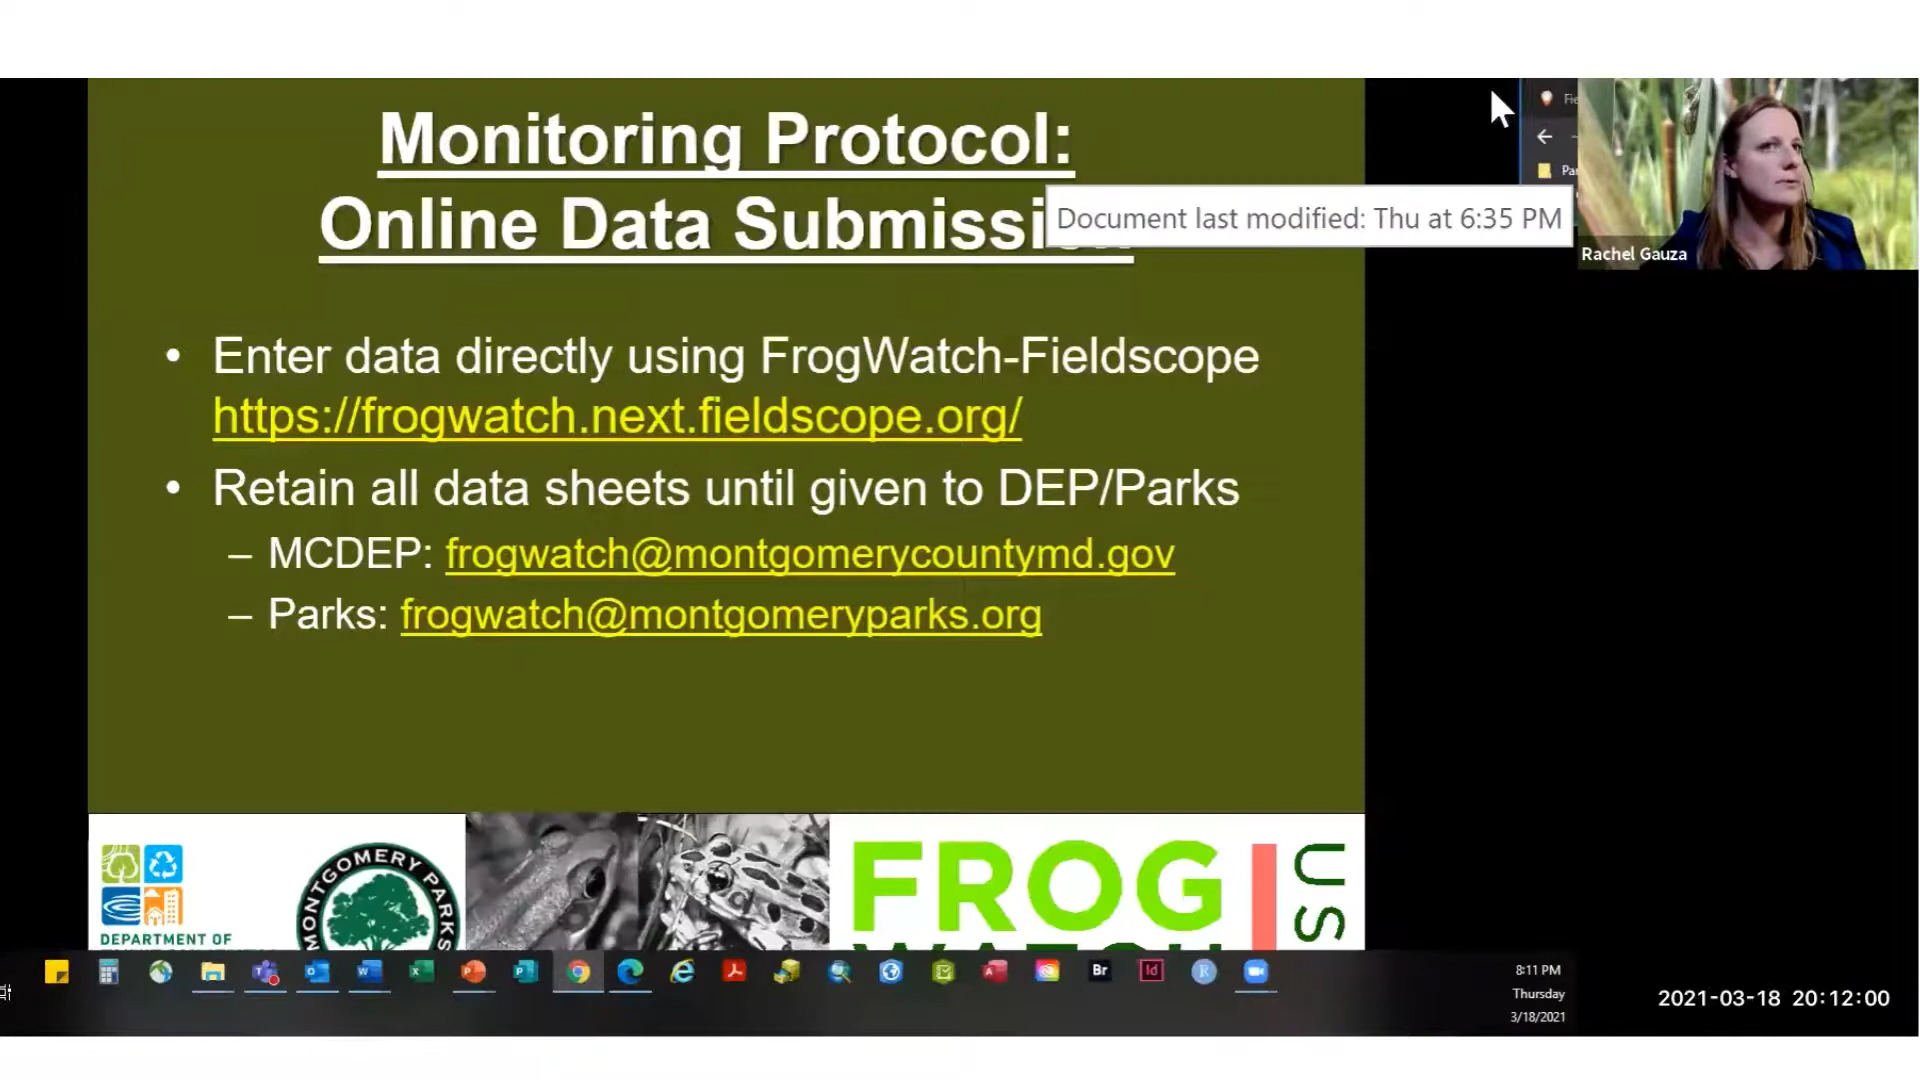 Monitoring Protocol:
Online Data Submission
Document last modified: Thu at 6:35 PM
Rachel Gauza
• Enter data directly using FrogWatch-Fieldscope
https://frogwatch.next.fieldscope.org/
• Retain all data sheets until given to DEP/Parks
– MCDEP: frogwatch@montgomerycountymd.gov
– Parks: frogwatch@montgomeryparks.org
DEPARTMENT OF
MONTGOMERY PARKS
FROG
WATCH
US
Br
Id
8:11 PM
Thursday
3/18/2021
2021-03-18 20:12:00